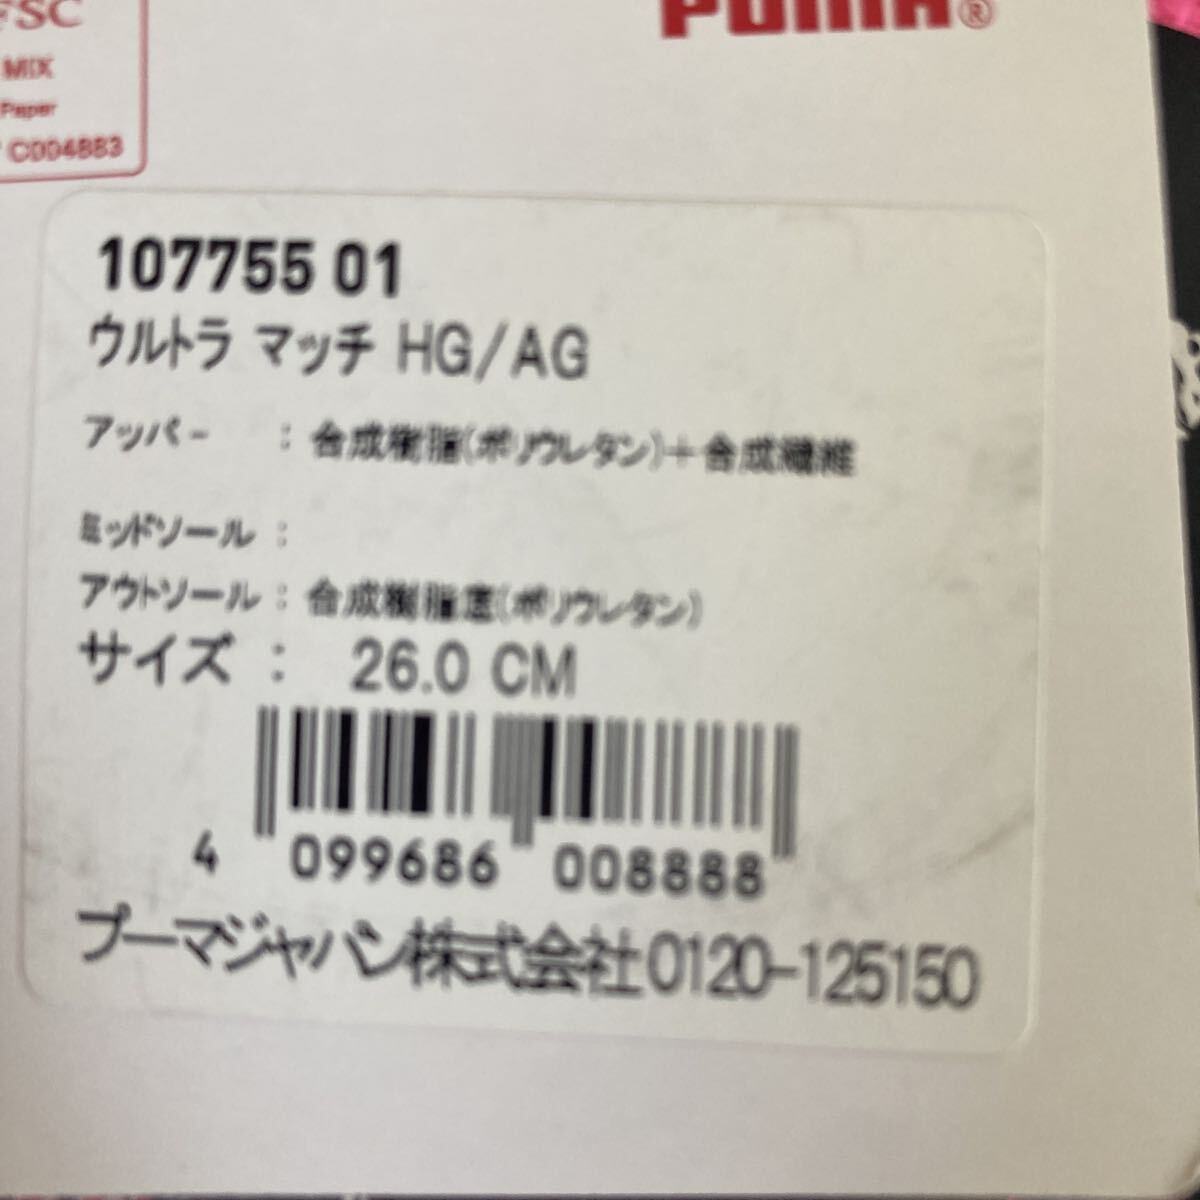 FSC
MIX
Paper
C004883
PUMA®
107755 01
ウルトラ マッチ HG/AG
アッパー : 合成樹脂(ポリウレタン)+合成繊維
ミッドソール :
アウトソール : 合成樹脂底(ポリウレタン)
サイズ : 26.0 CM
4 099686 008888
プーマジャパン株式会社0120-125150